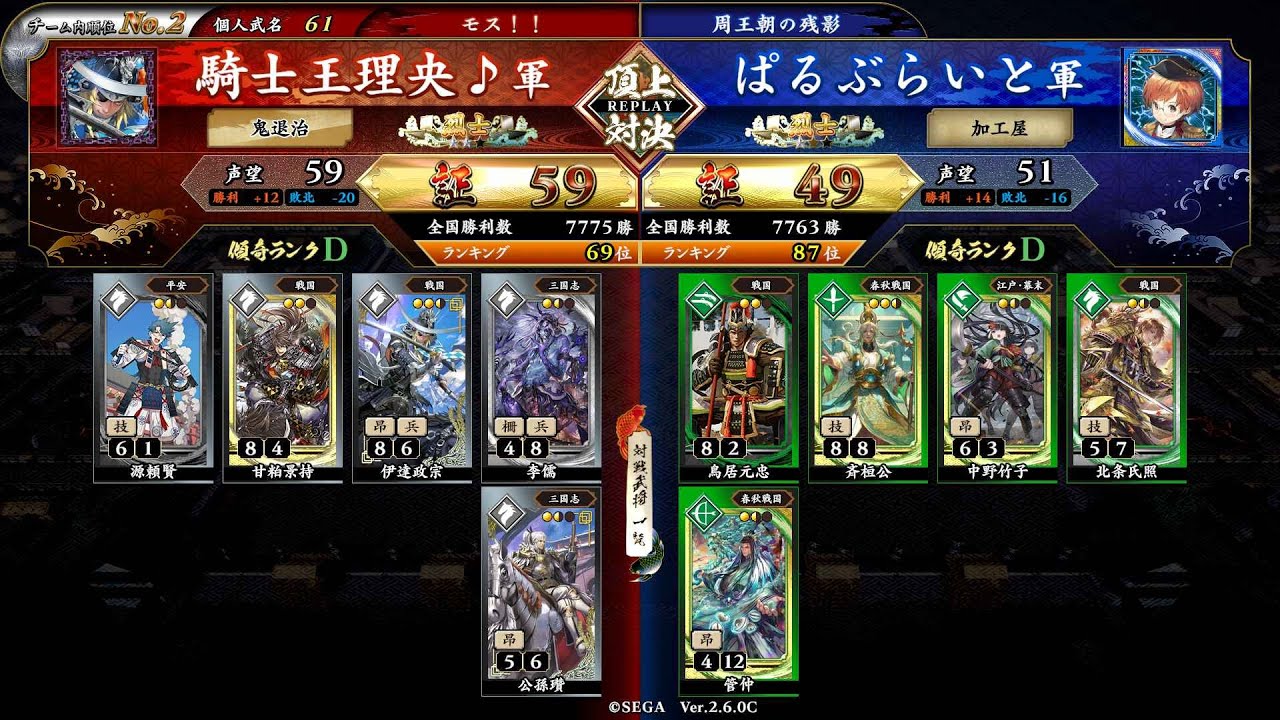 チーム内順位 No.2
個人武名 61
モス！！
周王朝の残影
騎士王理央♪軍
頂上
REPLAY
対決
ぱるぶらいと軍
鬼退治
烈士
烈士
加工屋
声望 59
勝利 +12 敗北 -20
証 59
証 49
声望 51
勝利 +14 敗北 -16
全国勝利数 7775勝
全国勝利数 7763勝
ランキング 69位
ランキング 87位
傾奇ランクD
傾奇ランクD
平安
技
6 1
源頼賢
戦国
8 4
甘粕景持
戦国
昂 兵
8 6
伊達政宗
三国志
柵 兵
4 8
李儒
戦国
8 2
鳥居元忠
春秋戦国
技
8 8
斉桓公
江戸・幕末
昂
6 3
中野竹子
戦国
技
5 7
北条氏照
対戦武将一覧
三国志
昂
5 6
公孫瓚
春秋戦国
昂
4 12
管仲
©SEGA Ver.2.6.0C